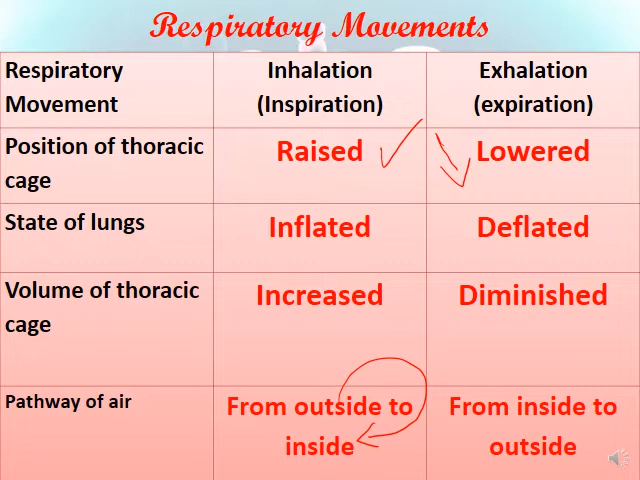 Respiratory Movements
Respiratory Movement
Inhalation (Inspiration)
Exhalation (expiration)
Position of thoracic cage
Raised
Lowered
State of lungs
Inflated
Deflated
Volume of thoracic cage
Increased
Diminished
Pathway of air
From outside to inside
From inside to outside